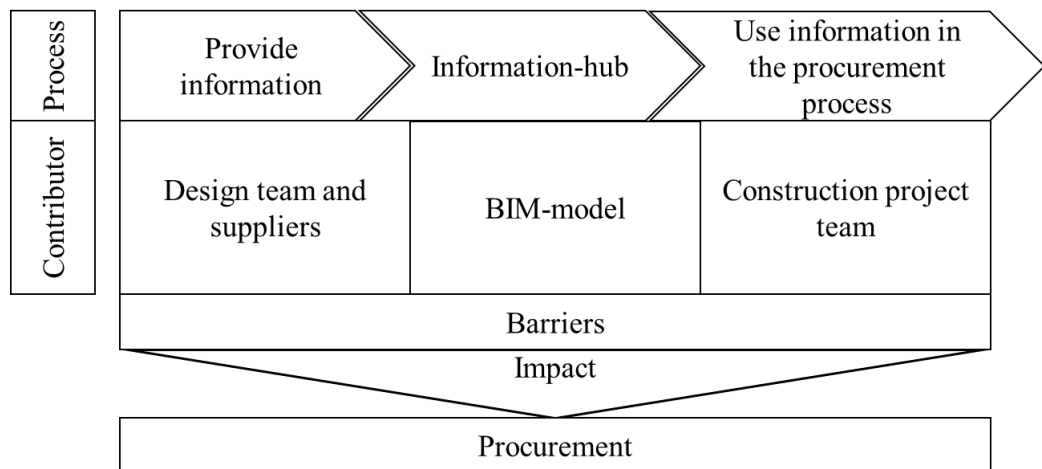 Process
Provide
information
Information-hub
Use information in
the procurement
process
Contributor
Design team and
suppliers
BIM-model
Construction project
team
Barriers
Impact
Procurement